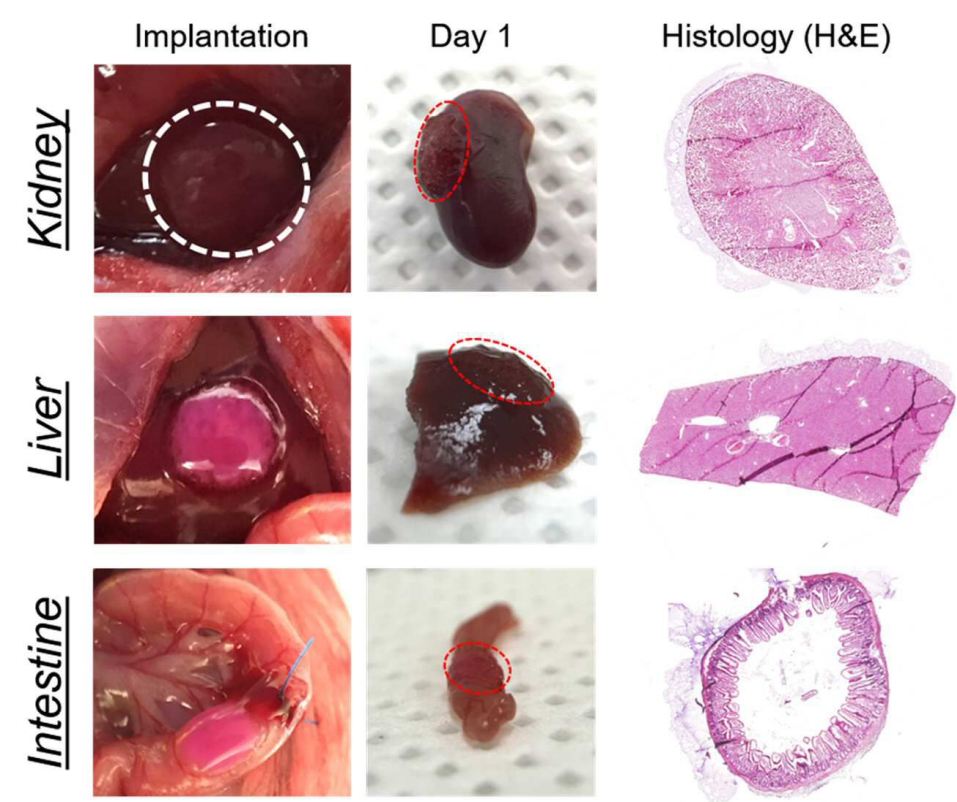 Implantation
Day 1
Histology (H&E)
Kidney
Liver
Intestine